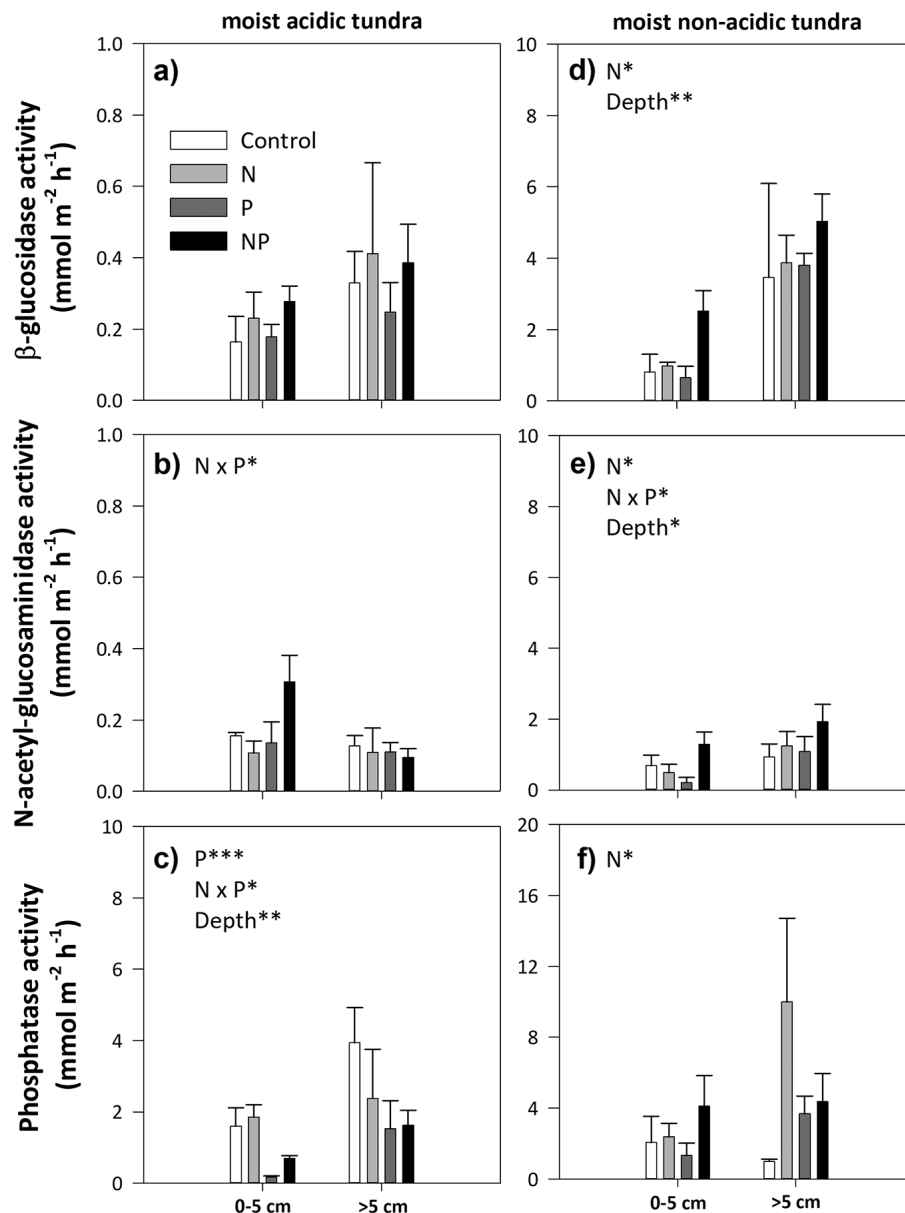 moist acidic tundra
moist non-acidic tundra
β-glucosidase activity
(mmol m⁻² h⁻¹)
1.0
0.8
0.6
0.4
0.2
0.0
a)
Control
N
P
NP
10
8
6
4
2
0
d) N*
Depth**
N-acetyl-glucosaminidase activity
(mmol m⁻² h⁻¹)
1.0
0.8
0.6
0.4
0.2
0.0
b) N x P*
10
8
6
4
2
0
e) N*
N x P*
Depth*
Phosphatase activity
(mmol m⁻² h⁻¹)
10
8
6
4
2
0
c) P***
N x P*
Depth**
0-5 cm >5 cm
20
16
12
8
4
0
f) N*
0-5 cm >5 cm